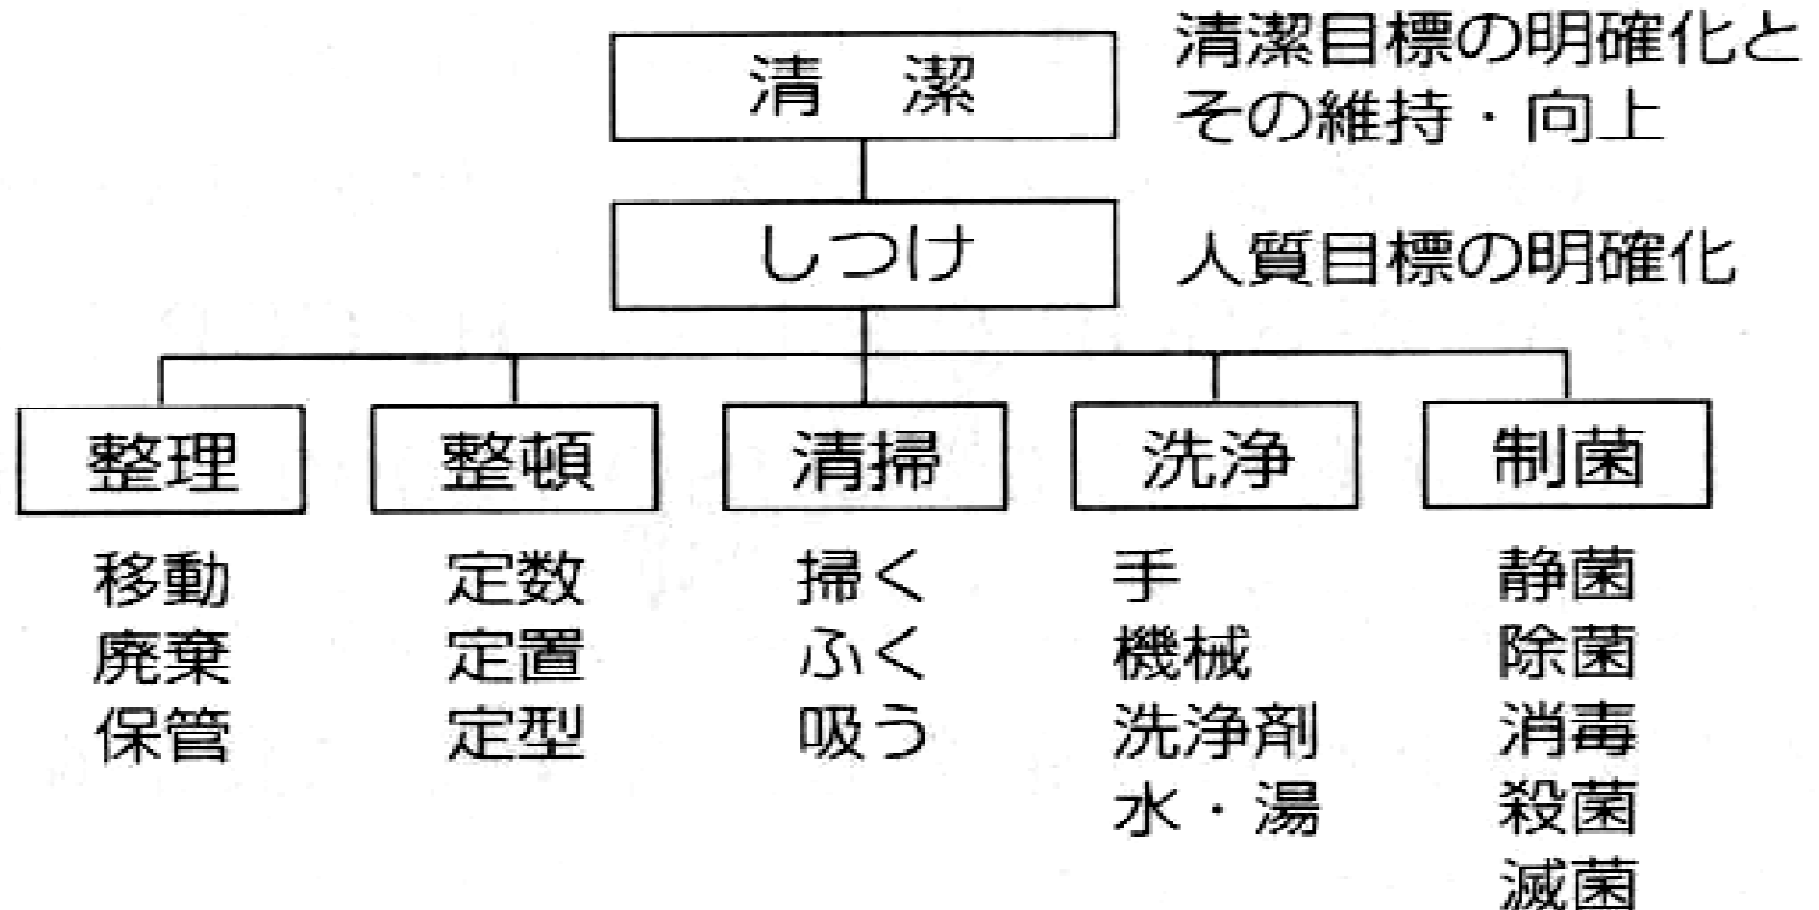 清潔
清潔目標の明確化と
その維持・向上
しつけ
人質目標の明確化
整理
移動
廃棄
保管
整頓
定数
定置
定型
清掃
掃く
ふく
吸う
洗浄
手
機械
洗浄剤
水・湯
制菌
静菌
除菌
消毒
殺菌
滅菌